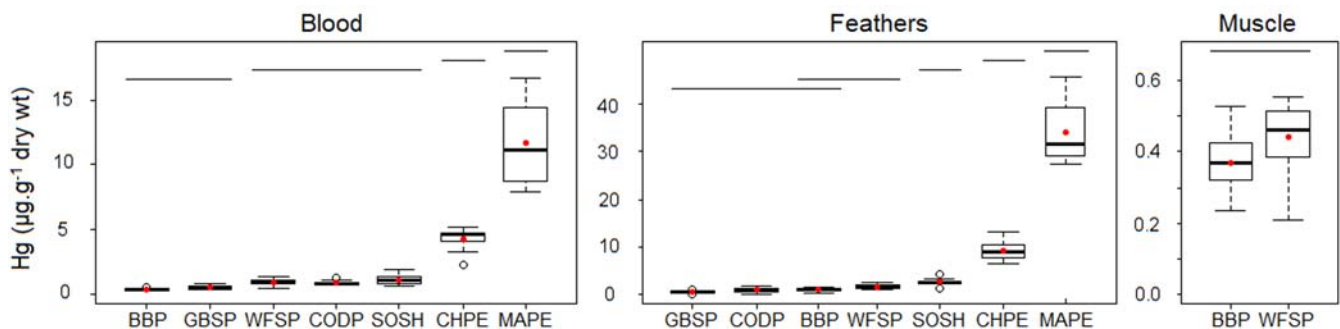 Blood
Feathers
Muscle
Hg (µg.g-1 dry wt)
15
10
5
0
BBP GBSP WFSP CODP SOSH CHPE MAPE
40
30
20
10
0
GBSP CODP BBP WFSP SOSH CHPE MAPE
0.6
0.4
0.2
0.0
BBP WFSP